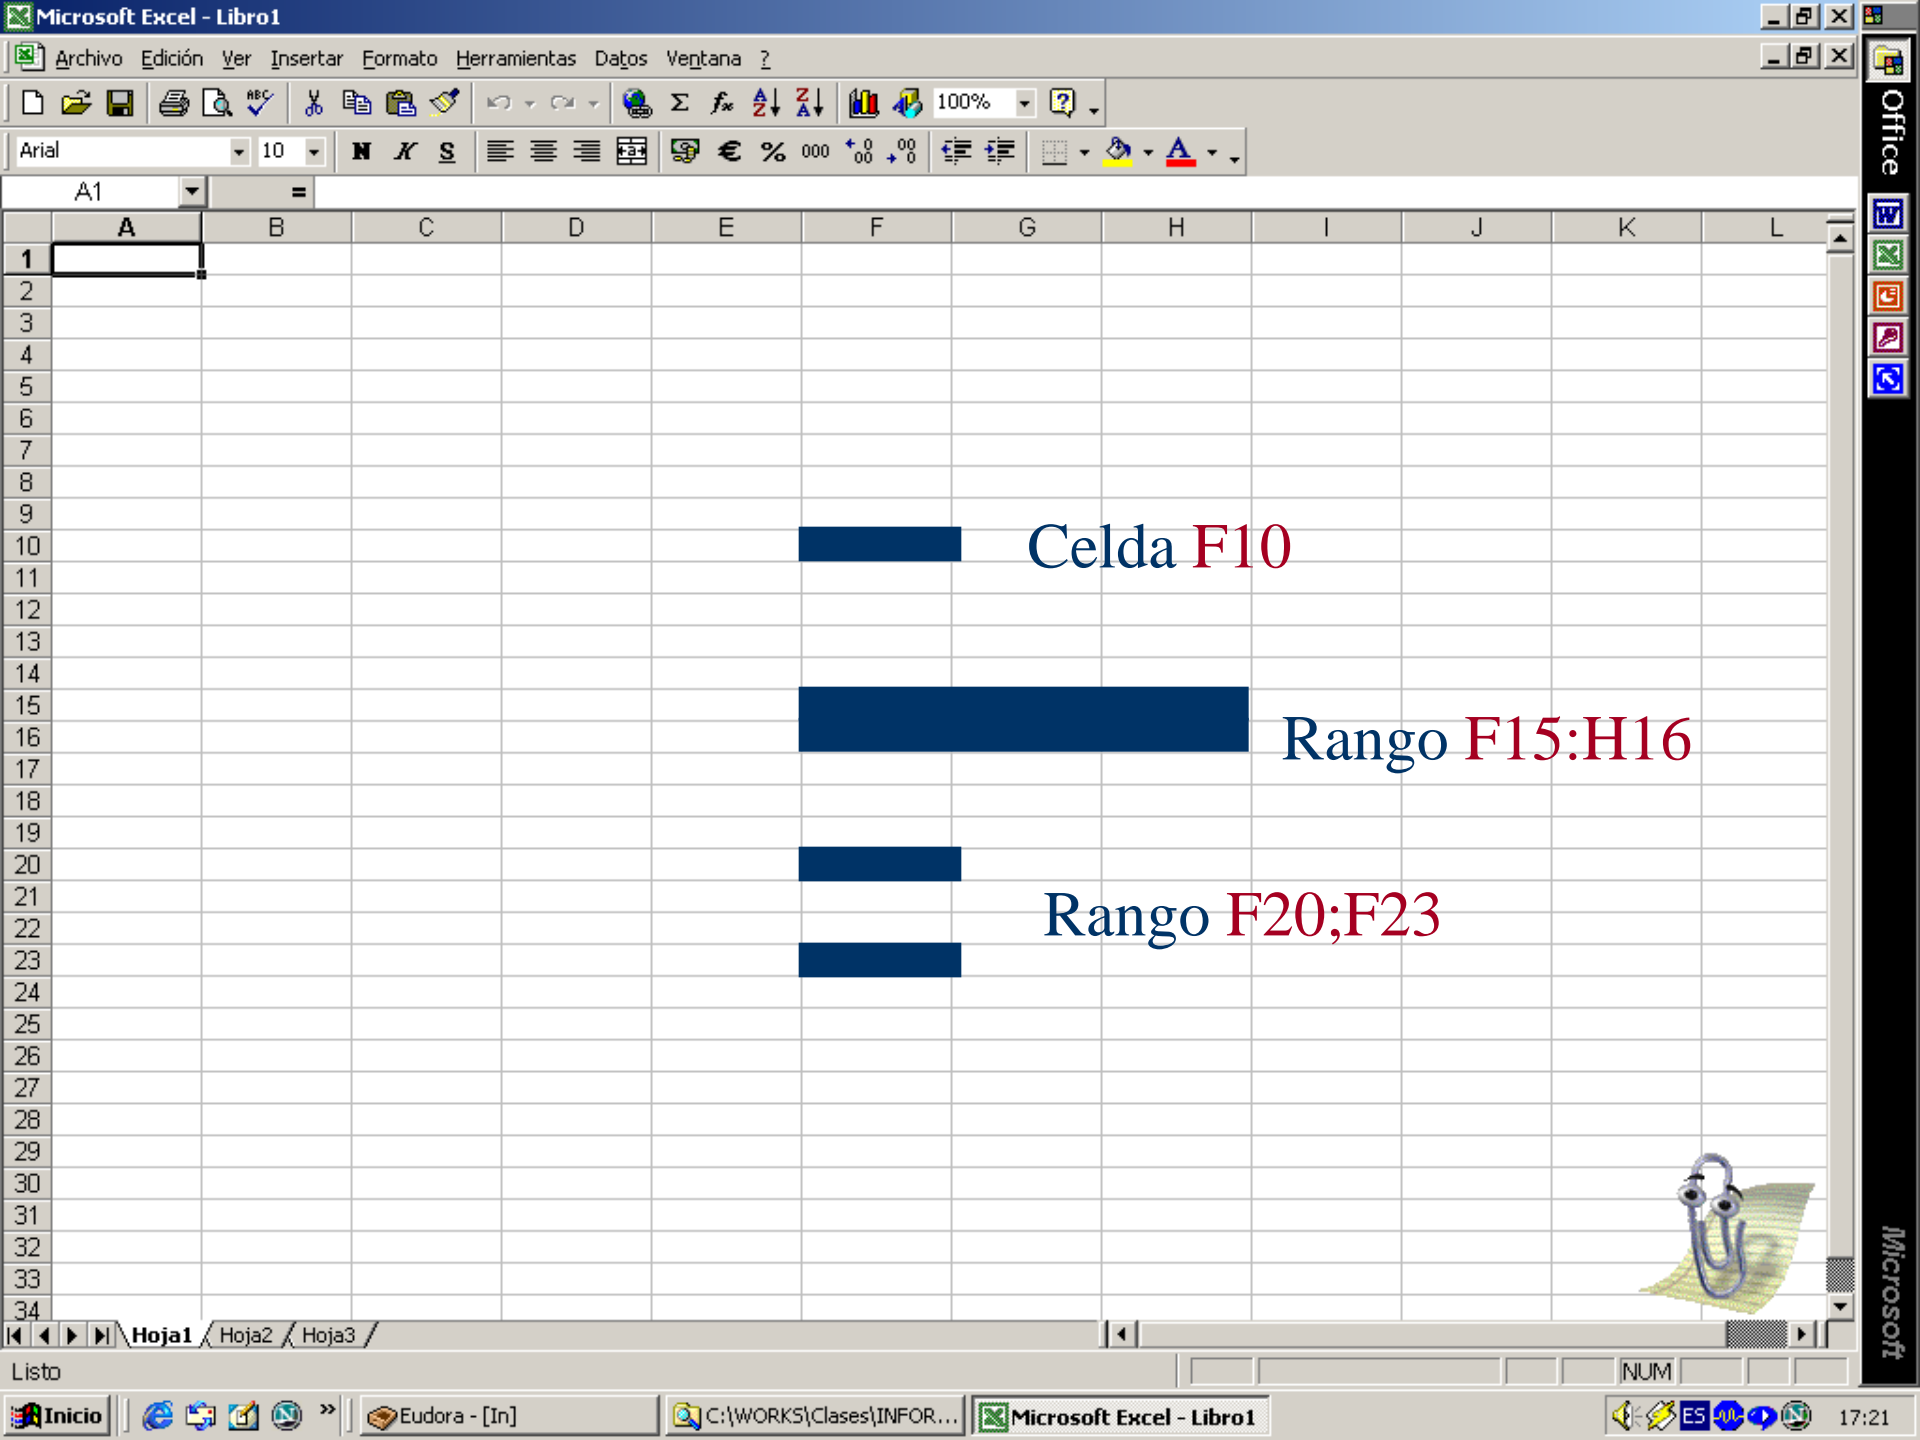 Microsoft Excel - Libro1
Archivo Edición Ver Insertar Formato Herramientas Datos Ventana ?
ABC Σ fx A Z Z A 100% ?
Arial 10 N K S € % 000
A1 =
A B C D E F G H I J K L
1
2
3
4
5
6
7
8
9
10 Celda F10
11
12
13
14
15
16 Rango F15:H16
17
18
19
20
21
22 Rango F20;F23
23
24
25
26
27
28
29
30
31
32
33
34
Hoja1 Hoja2 Hoja3
Listo NUM
Inicio » Eudora - [In] C:\WORKS\Clases\INFOR... Microsoft Excel - Libro1 ES 17:21
Office
Microsoft